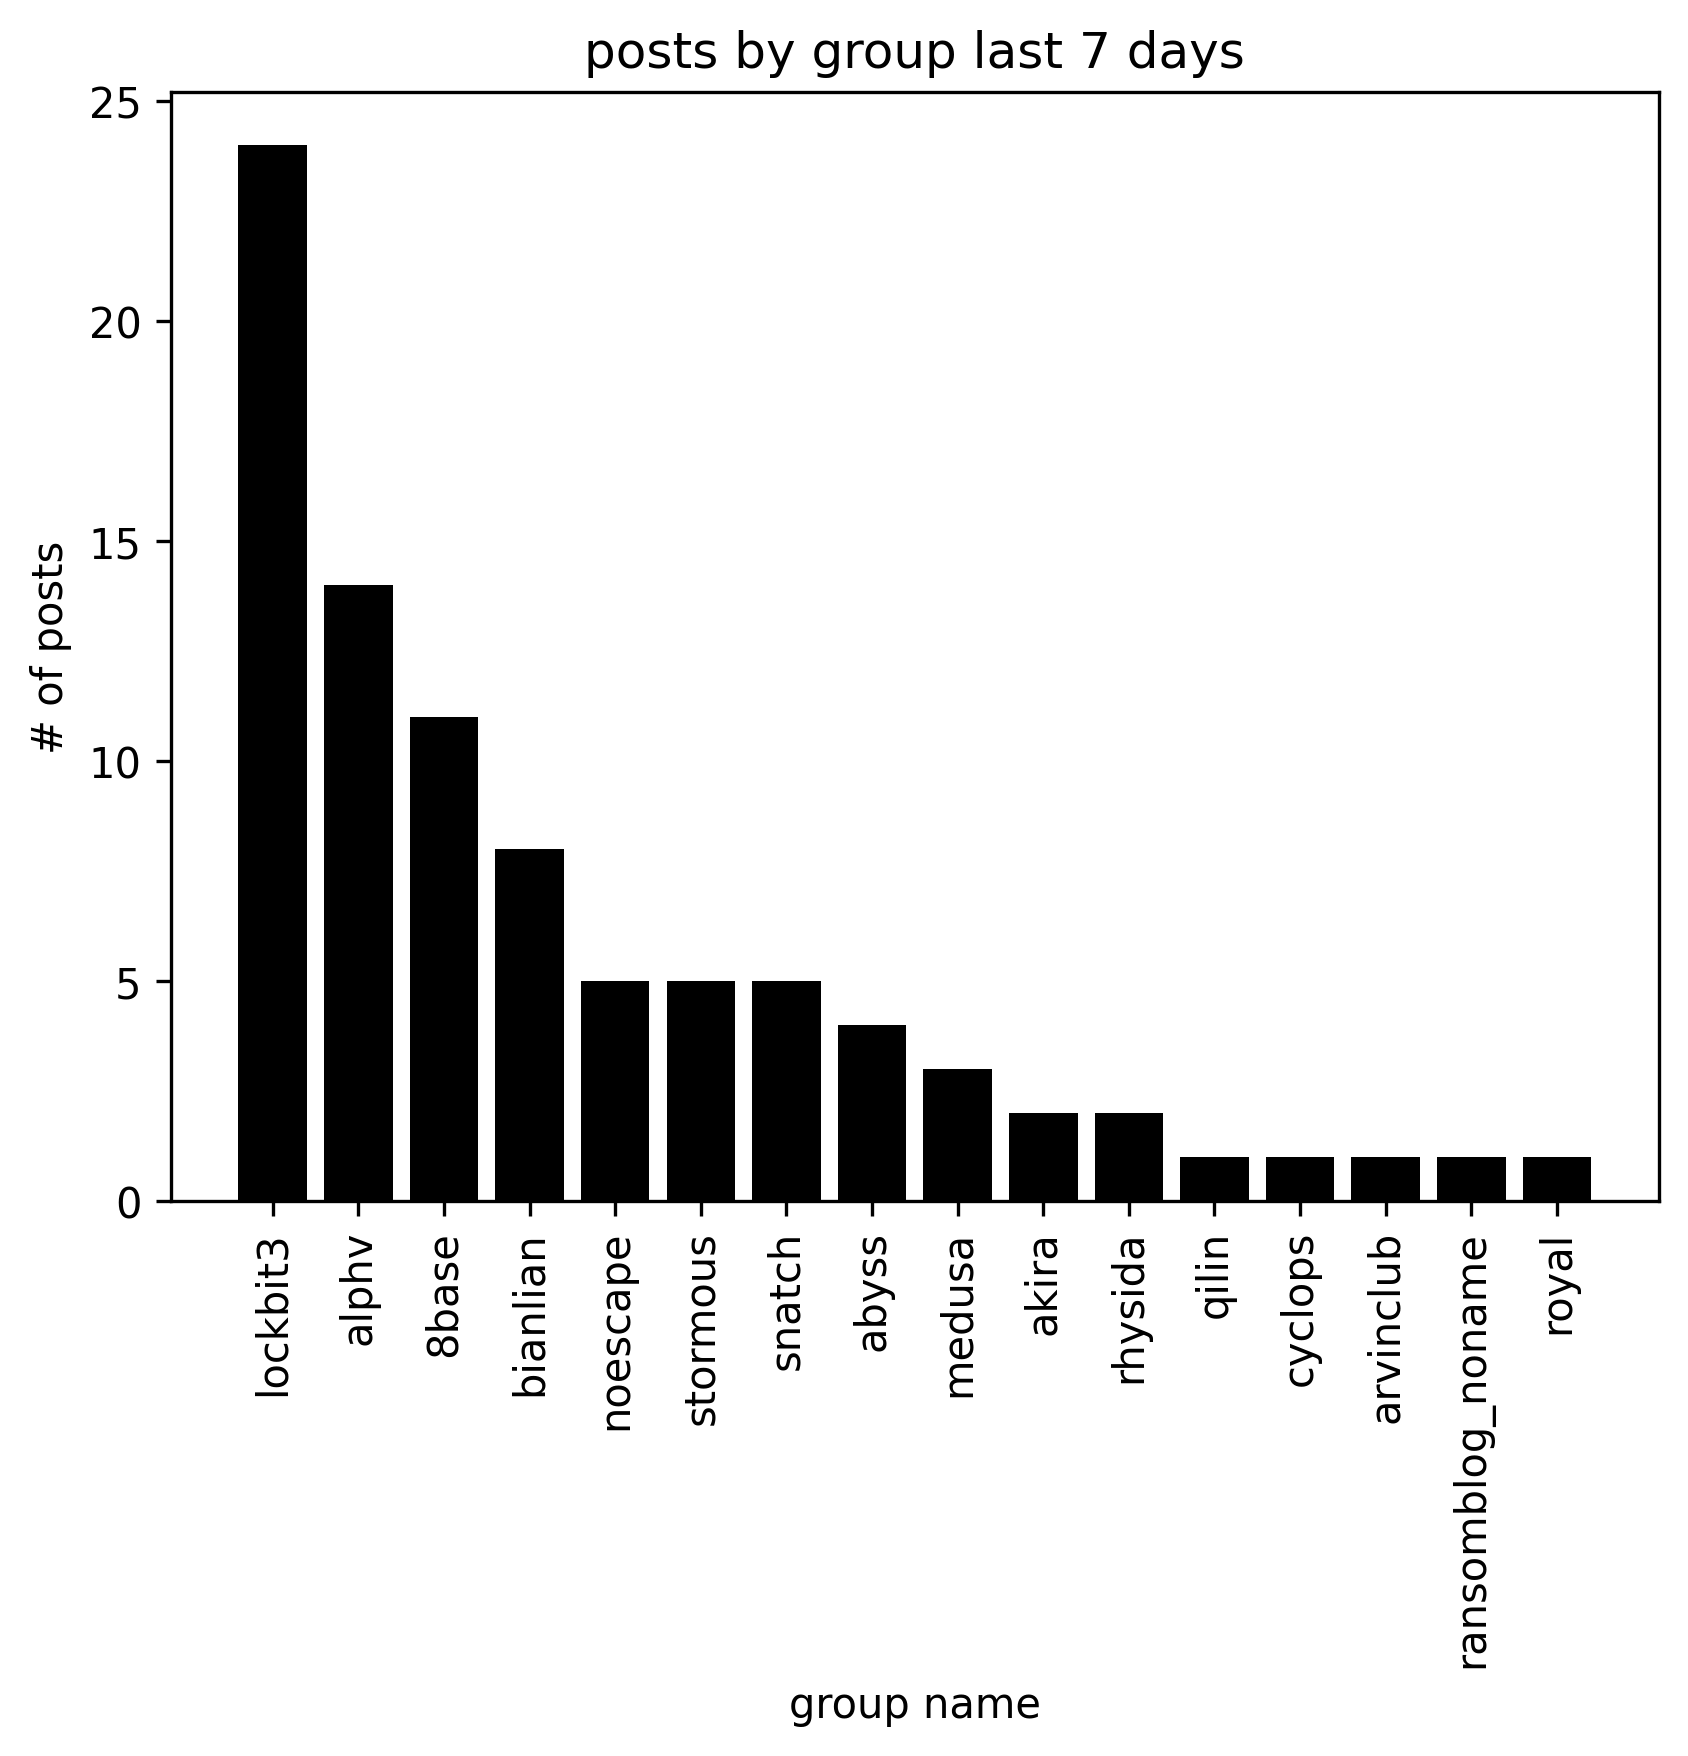 posts by group last 7 days
25
20
15
10
5
0
# of posts
lockbit3
alphv
8base
bianlian
noescape
stormous
snatch
abyss
medusa
akira
rhysida
qilin
cyclops
arvinclub
ransomblog_noname
royal
group name